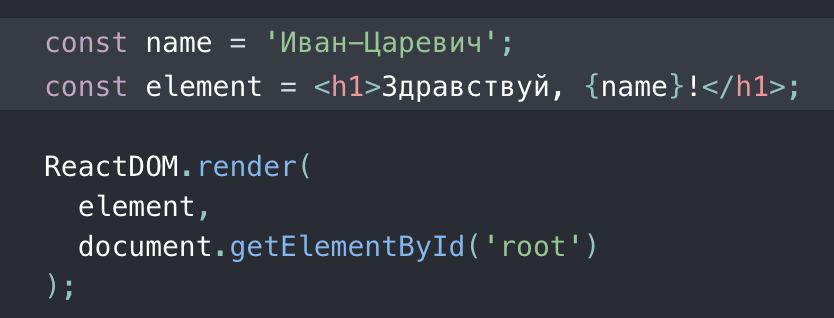 const name = 'Иван-Царевич';
const element = <h1>Здравствуй, {name}!</h1>;
ReactDOM.render(
  element,
  document.getElementById('root')
);